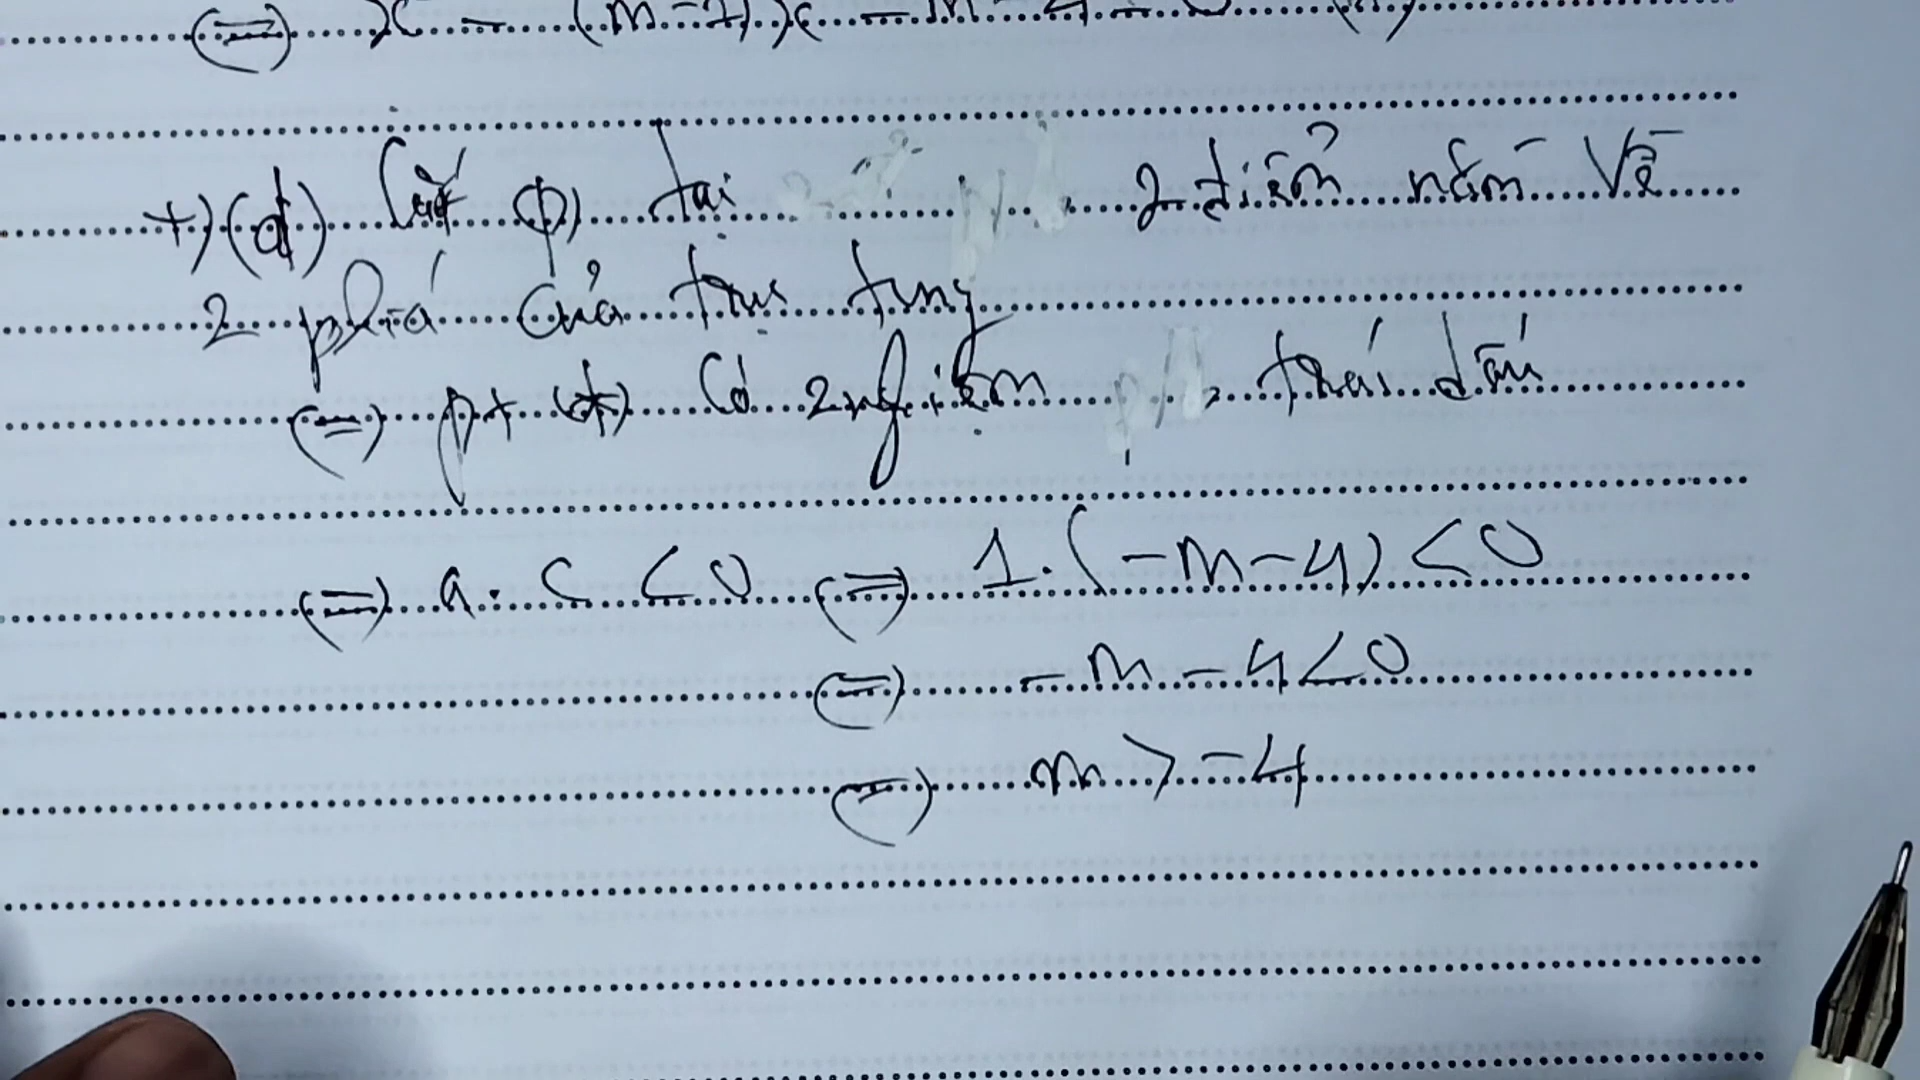 (⇔) x² - (m-1)x - m - 4 = 0 (*)
+) (d) cắt (p) tại 2 điểm nằm Về
2 phía của trục tung
(⇔) pt (*) Có 2 nghiệm trái dấu
(⇔) a. c < 0 (⇔) 1. (-m-4) < 0
(⇔) -m - 4 < 0
(⇔) m > -4